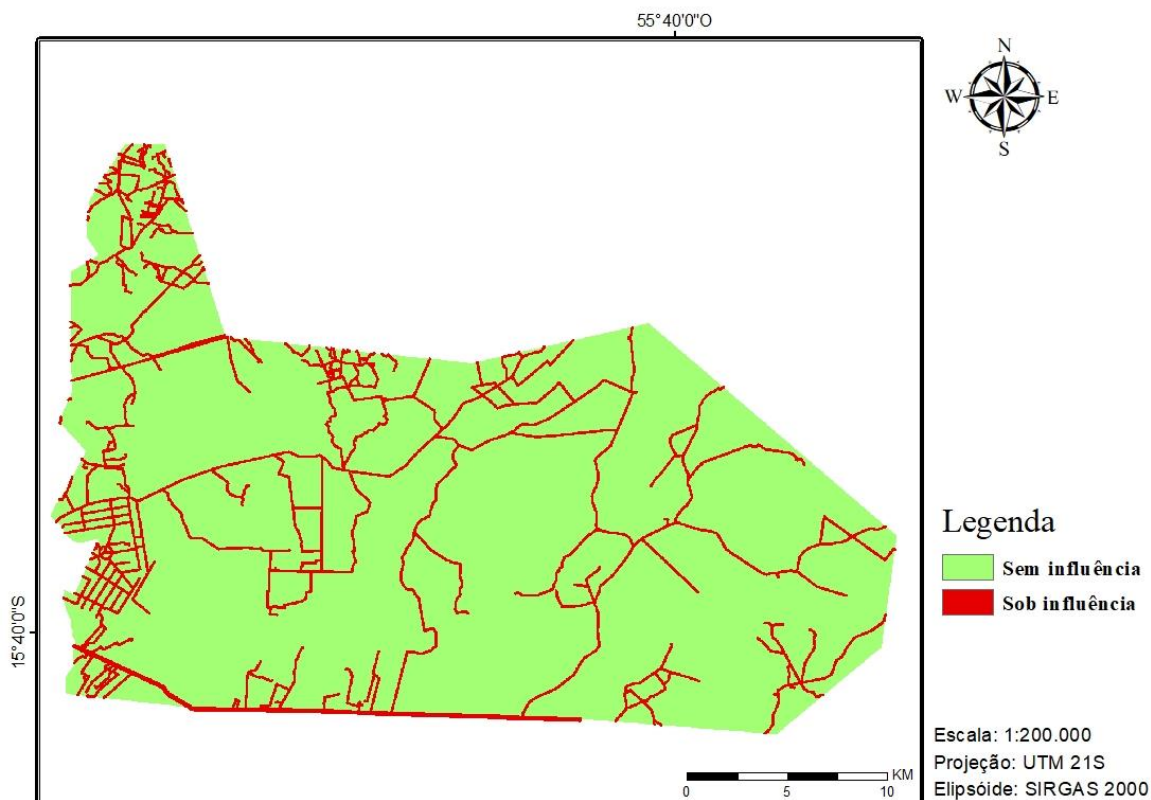 55°40'0"O
N
W E
S
Legenda
Sem influência
Sob influência
15°40'0"S
Escala: 1:200.000
Projeção: UTM 21S
Elipsóide: SIRGAS 2000
KM
0 5 10